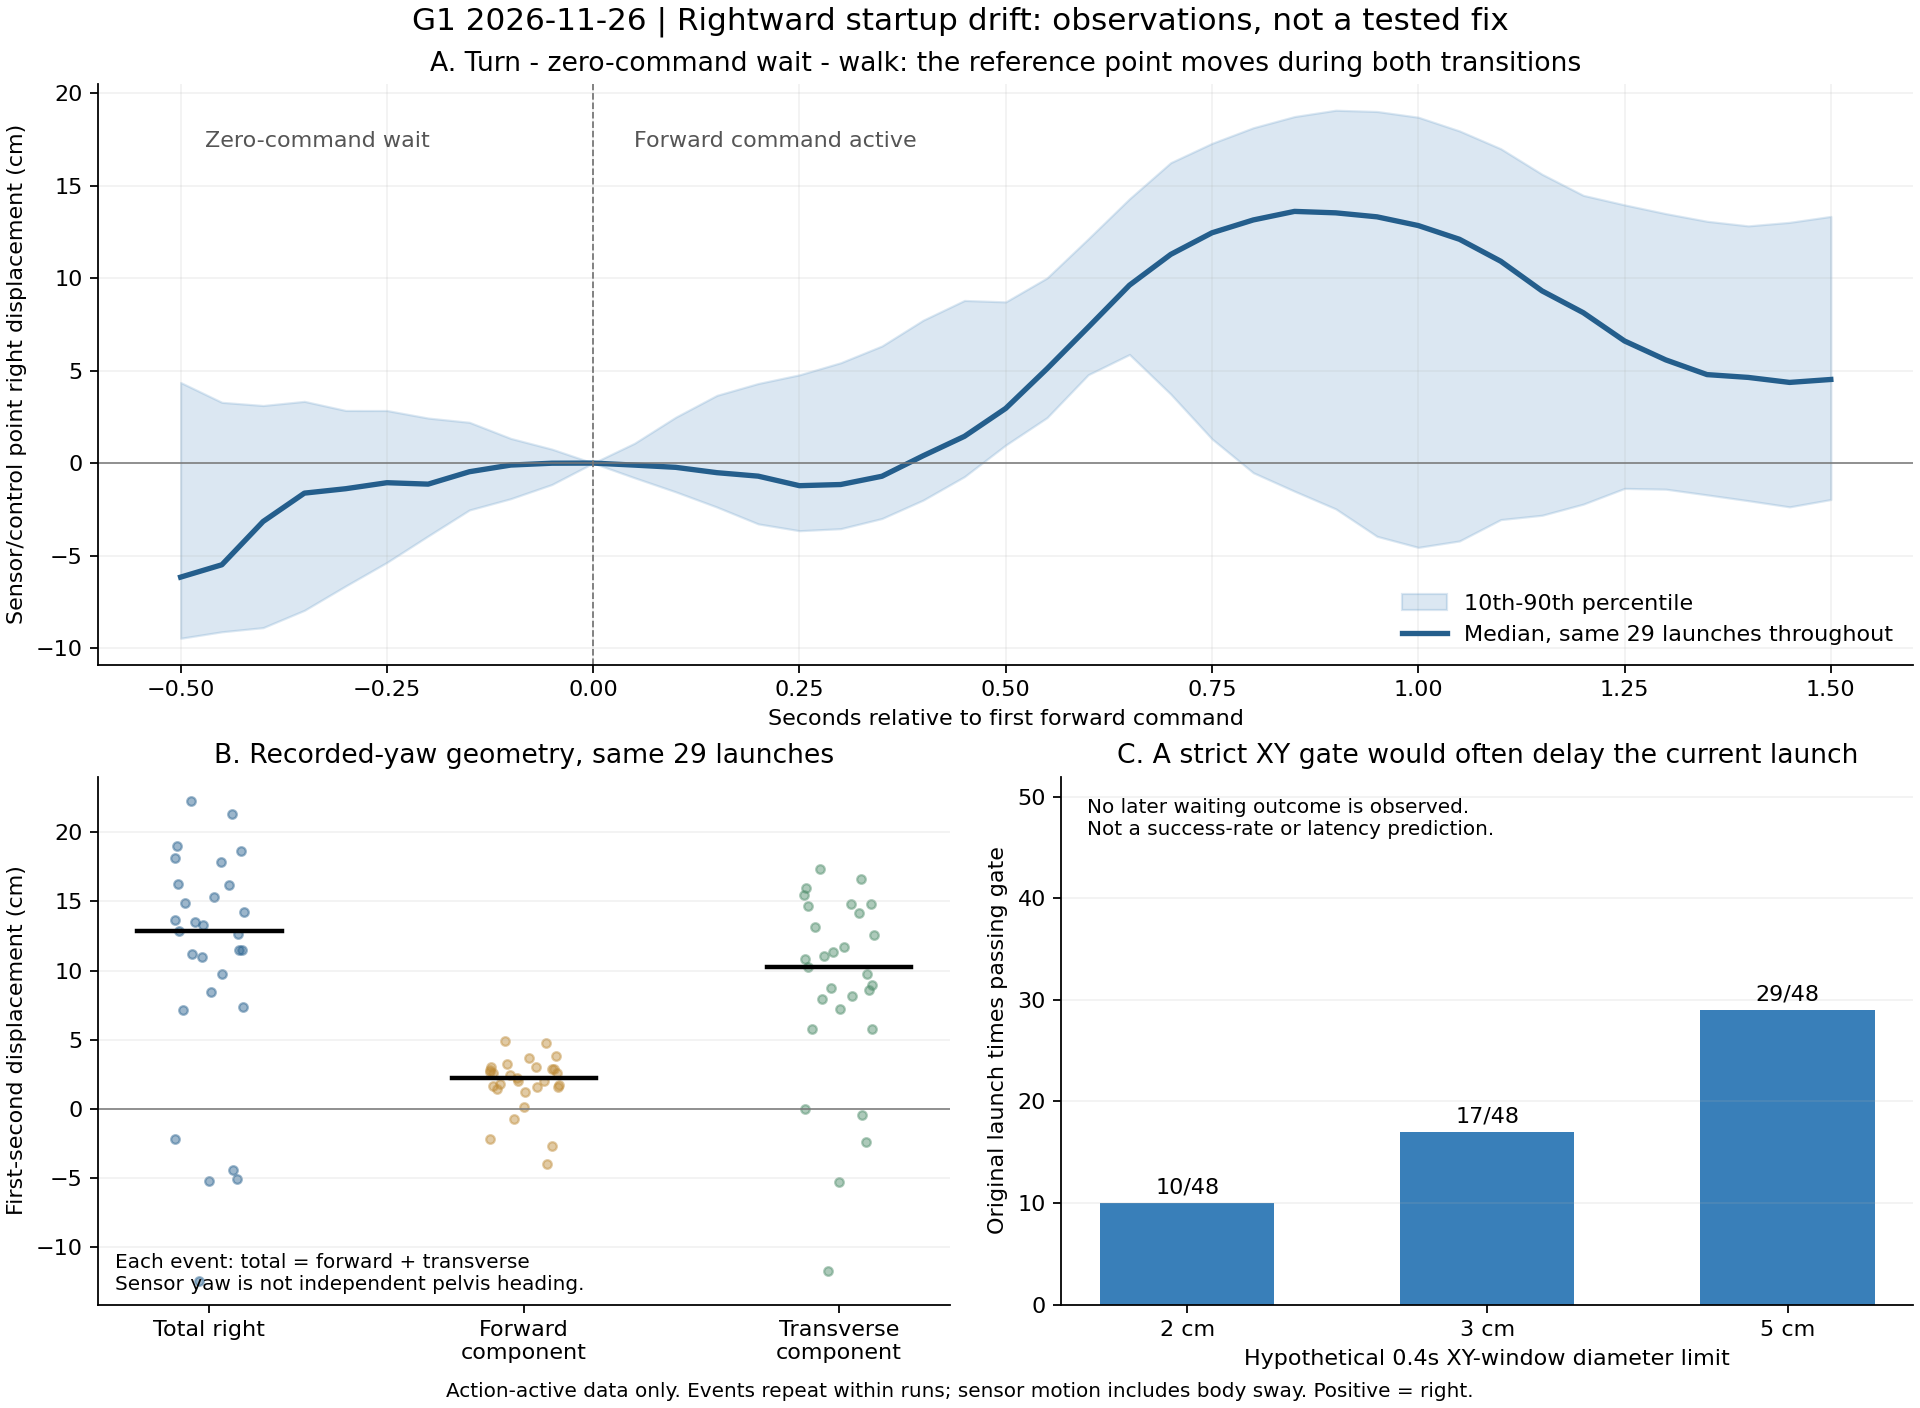 G1 2026-11-26 | Rightward startup drift: observations, not a tested fix
A. Turn - zero-command wait - walk: the reference point moves during both transitions
Sensor/control point right displacement (cm)
20
15
10
5
0
−5
−10
Zero-command wait
Forward command active
10th-90th percentile
Median, same 29 launches throughout
−0.50
−0.25
0.00
0.25
0.50
0.75
1.00
1.25
1.50
Seconds relative to first forward command
B. Recorded-yaw geometry, same 29 launches
First-second displacement (cm)
20
15
10
5
0
−5
−10
Each event: total = forward + transverse
Sensor yaw is not independent pelvis heading.
Total right
Forward
component
Transverse
component
C. A strict XY gate would often delay the current launch
Original launch times passing gate
50
40
30
20
10
0
No later waiting outcome is observed.
Not a success-rate or latency prediction.
10/48
17/48
29/48
2 cm
3 cm
5 cm
Hypothetical 0.4s XY-window diameter limit
Action-active data only. Events repeat within runs; sensor motion includes body sway. Positive = right.